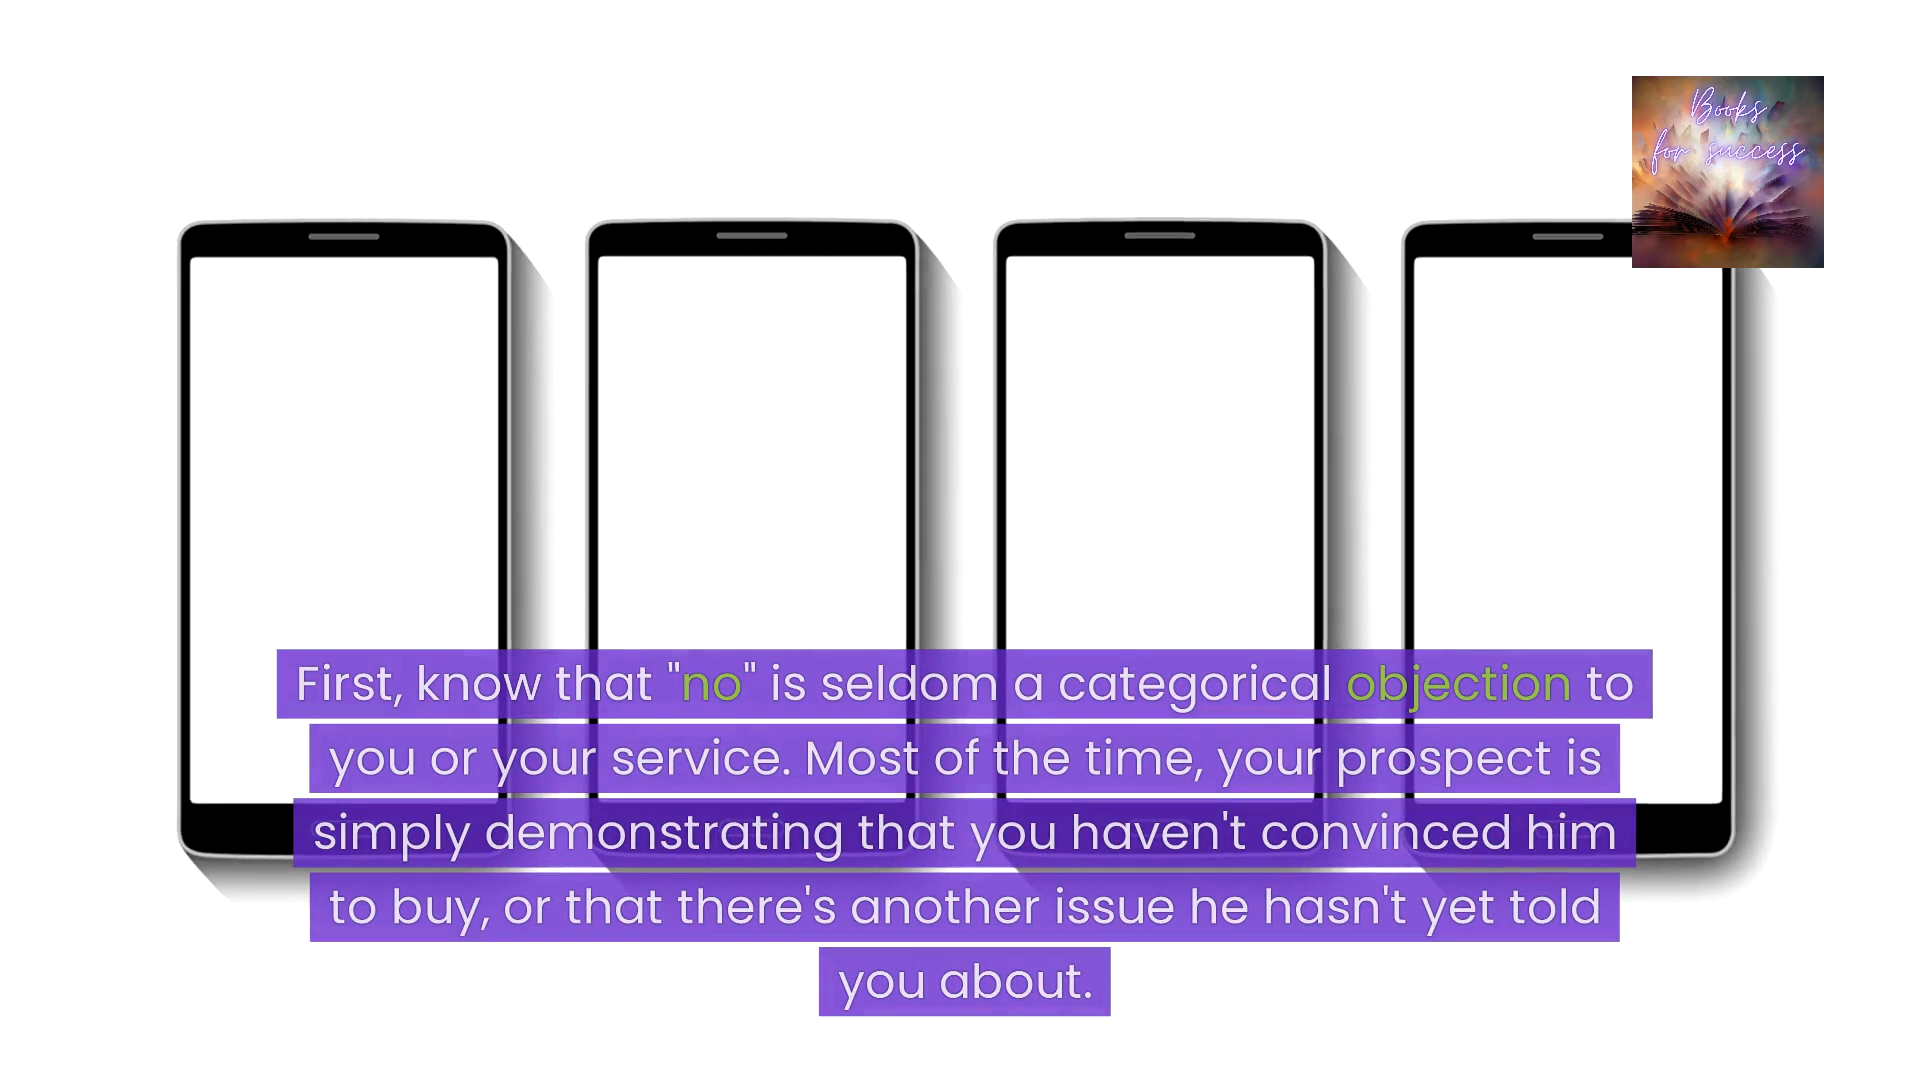 Books
for success
First, know that "no" is seldom a categorical objection to
you or your service. Most of the time, your prospect is
simply demonstrating that you haven't convinced him
to buy, or that there's another issue he hasn't yet told
you about.